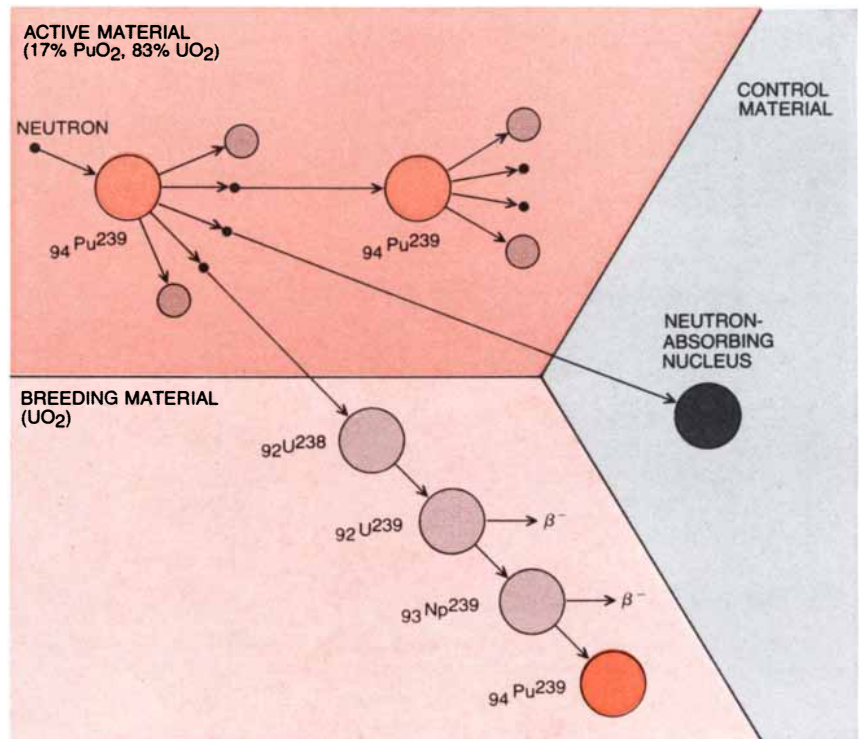 ACTIVE MATERIAL
(17% PuO₂, 83% UO₂)
NEUTRON
₉₄Pu²³⁹
₉₄Pu²³⁹
CONTROL
MATERIAL
NEUTRON-
ABSORBING
NUCLEUS
BREEDING MATERIAL
(UO₂)
₉₂U²³⁸
₉₂U²³⁹
β⁻
₉₃Np²³⁹
β⁻
₉₄Pu²³⁹